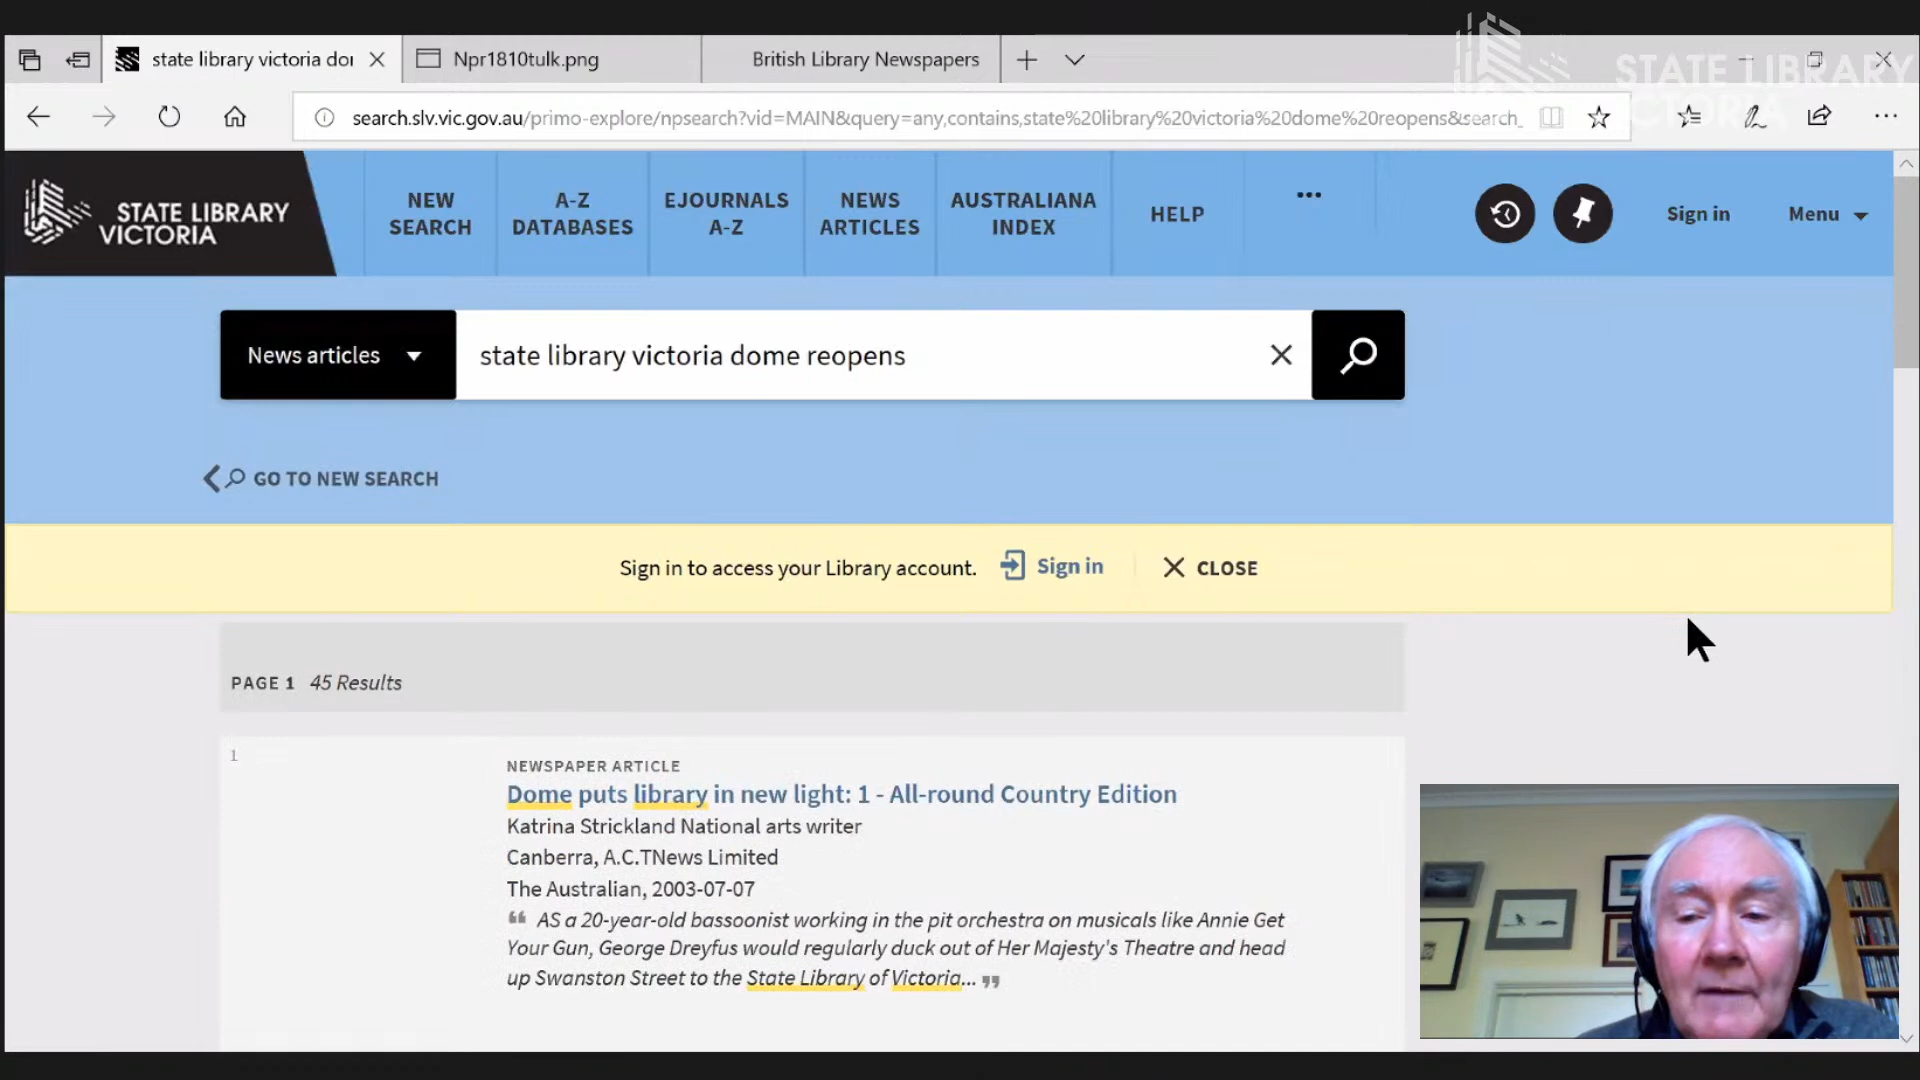 state library victoria do
Npr1810tulk.png
British Library Newspapers
STATE LIBRARY
VICTORIA
search.slv.vic.gov.au/primo-explore/npsearch?vid=MAIN&query=any,contains,state%20library%20victoria%20dome%20reopens&search_
STATE LIBRARY
VICTORIA
NEW
SEARCH
A-Z
DATABASES
EJOURNALS
A-Z
NEWS
ARTICLES
AUSTRALIANA
INDEX
HELP
Sign in
Menu
News articles
state library victoria dome reopens
GO TO NEW SEARCH
Sign in to access your Library account.
Sign in
CLOSE
PAGE 1 45 Results
1
NEWSPAPER ARTICLE
Dome puts library in new light: 1 - All-round Country Edition
Katrina Strickland National arts writer
Canberra, A.C.TNews Limited
The Australian, 2003-07-07
“ AS a 20-year-old bassoonist working in the pit orchestra on musicals like Annie Get
Your Gun, George Dreyfus would regularly duck out of Her Majesty's Theatre and head
up Swanston Street to the State Library of Victoria... ”